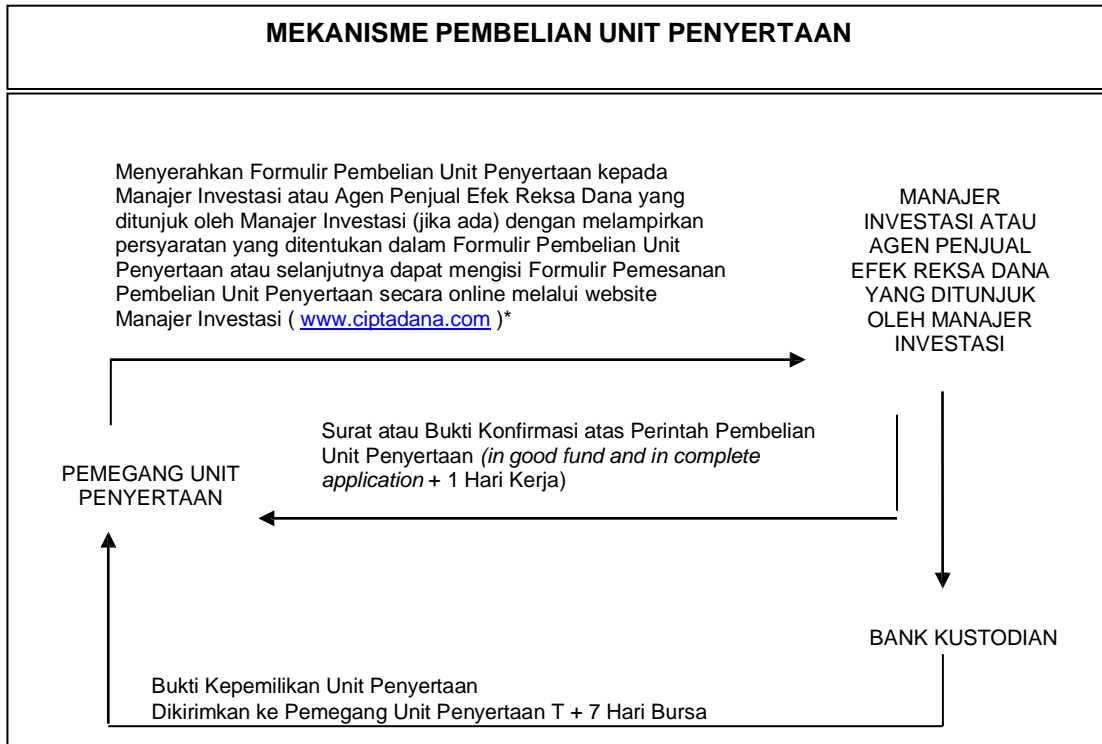 MEKANISME PEMBELIAN UNIT PENYERTAAN
Menyerahkan Formulir Pembelian Unit Penyertaan kepada
Manajer Investasi atau Agen Penjual Efek Reksa Dana yang
ditunjuk oleh Manajer Investasi (jika ada) dengan melampirkan
persyaratan yang ditentukan dalam Formulir Pembelian Unit
Penyertaan atau selanjutnya dapat mengisi Formulir Pemesanan
Pembelian Unit Penyertaan secara online melalui website
Manajer Investasi ( www.ciptadana.com )*
MANAJER
INVESTASI ATAU
AGEN PENJUAL
EFEK REKSA DANA
YANG DITUNJUK
OLEH MANAJER
INVESTASI
Surat atau Bukti Konfirmasi atas Perintah Pembelian
Unit Penyertaan (in good fund and in complete
application + 1 Hari Kerja)
PEMEGANG UNIT
PENYERTAAN
BANK KUSTODIAN
Bukti Kepemilikan Unit Penyertaan
Dikirimkan ke Pemegang Unit Penyertaan T + 7 Hari Bursa